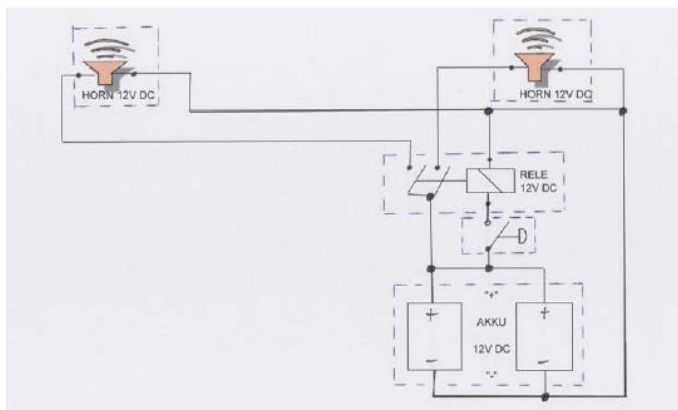 HORN 12V DC
HORN 12V DC
RELE
12V DC
"+"
+ +
AKKU
12V DC
- -
"-"